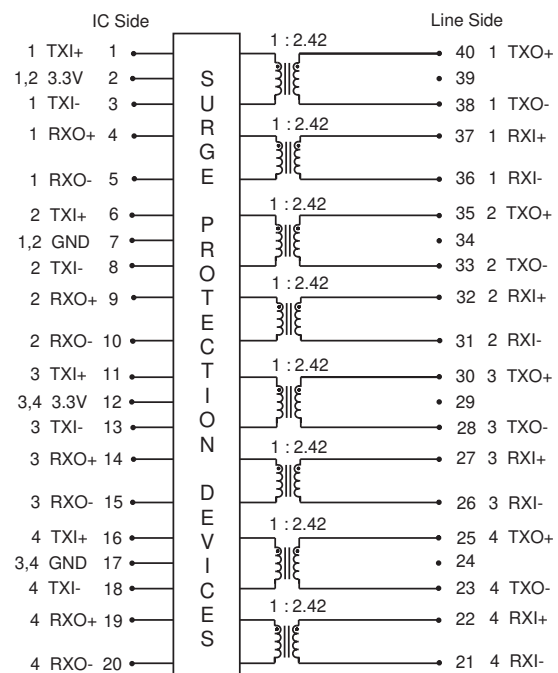 IC Side
Line Side
1 TXI+ 1
1 : 2.42
40 1 TXO+
1,2 3.3V 2
39
1 TXI- 3
38 1 TXO-
1 : 2.42
1 RXO+ 4
37 1 RXI+
1 RXO- 5
36 1 RXI-
1 : 2.42
2 TXI+ 6
35 2 TXO+
1,2 GND 7
34
2 TXI- 8
33 2 TXO-
1 : 2.42
2 RXO+ 9
32 2 RXI+
2 RXO- 10
31 2 RXI-
1 : 2.42
3 TXI+ 11
30 3 TXO+
3,4 3.3V 12
29
3 TXI- 13
28 3 TXO-
1 : 2.42
3 RXO+ 14
27 3 RXI+
3 RXO- 15
26 3 RXI-
1 : 2.42
4 TXI+ 16
25 4 TXO+
3,4 GND 17
24
4 TXI- 18
23 4 TXO-
1 : 2.42
4 RXO+ 19
22 4 RXI+
4 RXO- 20
21 4 RXI-
SURGE PROTECTION DEVICES